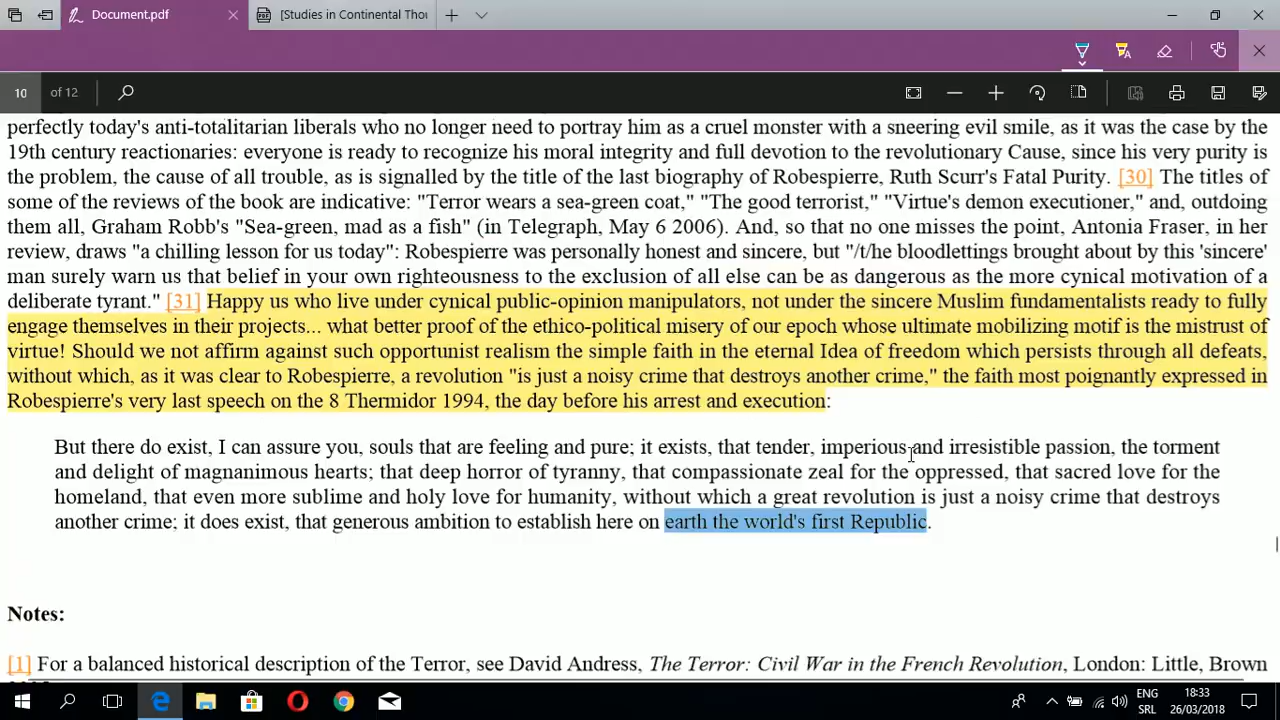 Document.pdf
[Studies in Continental Thou
10 of 12
perfectly today's anti-totalitarian liberals who no longer need to portray him as a cruel monster with a sneering evil smile, as it was the case by the
19th century reactionaries: everyone is ready to recognize his moral integrity and full devotion to the revolutionary Cause, since his very purity is
the problem, the cause of all trouble, as is signalled by the title of the last biography of Robespierre, Ruth Scurr's Fatal Purity. [30] The titles of
some of the reviews of the book are indicative: "Terror wears a sea-green coat," "The good terrorist," "Virtue's demon executioner," and, outdoing
them all, Graham Robb's "Sea-green, mad as a fish" (in Telegraph, May 6 2006). And, so that no one misses the point, Antonia Fraser, in her
review, draws "a chilling lesson for us today": Robespierre was personally honest and sincere, but "/t/he bloodlettings brought about by this 'sincere'
man surely warn us that belief in your own righteousness to the exclusion of all else can be as dangerous as the more cynical motivation of a
deliberate tyrant." [31] Happy us who live under cynical public-opinion manipulators, not under the sincere Muslim fundamentalists ready to fully
engage themselves in their projects... what better proof of the ethico-political misery of our epoch whose ultimate mobilizing motif is the mistrust of
virtue! Should we not affirm against such opportunist realism the simple faith in the eternal Idea of freedom which persists through all defeats,
without which, as it was clear to Robespierre, a revolution "is just a noisy crime that destroys another crime," the faith most poignantly expressed in
Robespierre's very last speech on the 8 Thermidor 1994, the day before his arrest and execution:
But there do exist, I can assure you, souls that are feeling and pure; it exists, that tender, imperious and irresistible passion, the torment
and delight of magnanimous hearts; that deep horror of tyranny, that compassionate zeal for the oppressed, that sacred love for the
homeland, that even more sublime and holy love for humanity, without which a great revolution is just a noisy crime that destroys
another crime; it does exist, that generous ambition to establish here on earth the world's first Republic.
Notes:
[1] For a balanced historical description of the Terror, see David Andress, The Terror: Civil War in the French Revolution, London: Little, Brown
ENG
SRL
18:33
26/03/2018